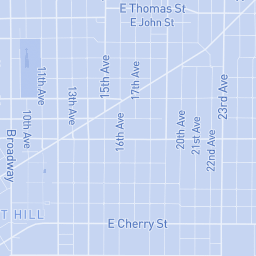 E Thomas St
E John St
15th Ave
17th Ave
11th Ave
13th Ave
23rd Ave
10th Ave
16th Ave
20th Ave
21st Ave
22nd Ave
Broadway
T HILL
E Cherry St